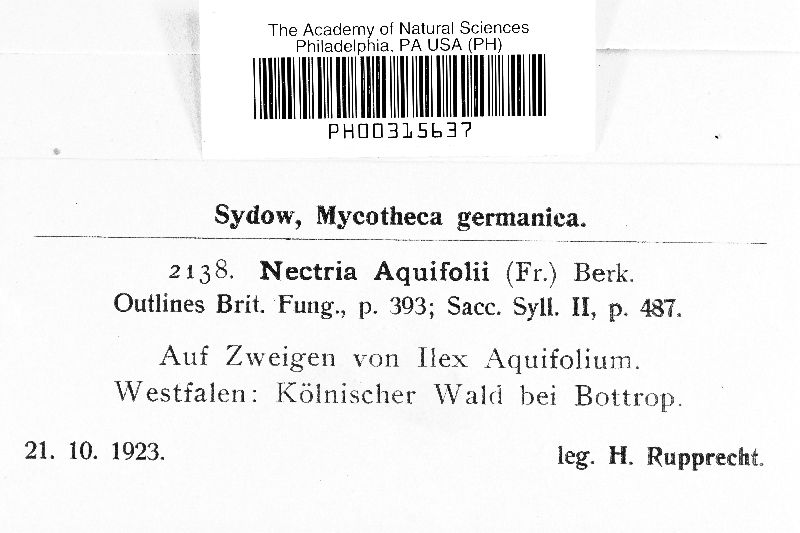 The Academy of Natural Sciences
Philadelphia, PA USA (PH)
PH00315637
Sydow, Mycotheca germanica.
2138. Nectria Aquifolii (Fr.) Berk.
Outlines Brit. Fung., p. 393; Sacc. Syll. II, p. 487.
Auf Zweigen von Ilex Aquifolium.
Westfalen: Kölnischer Wald bei Bottrop.
21. 10. 1923. leg. H. Rupprecht.